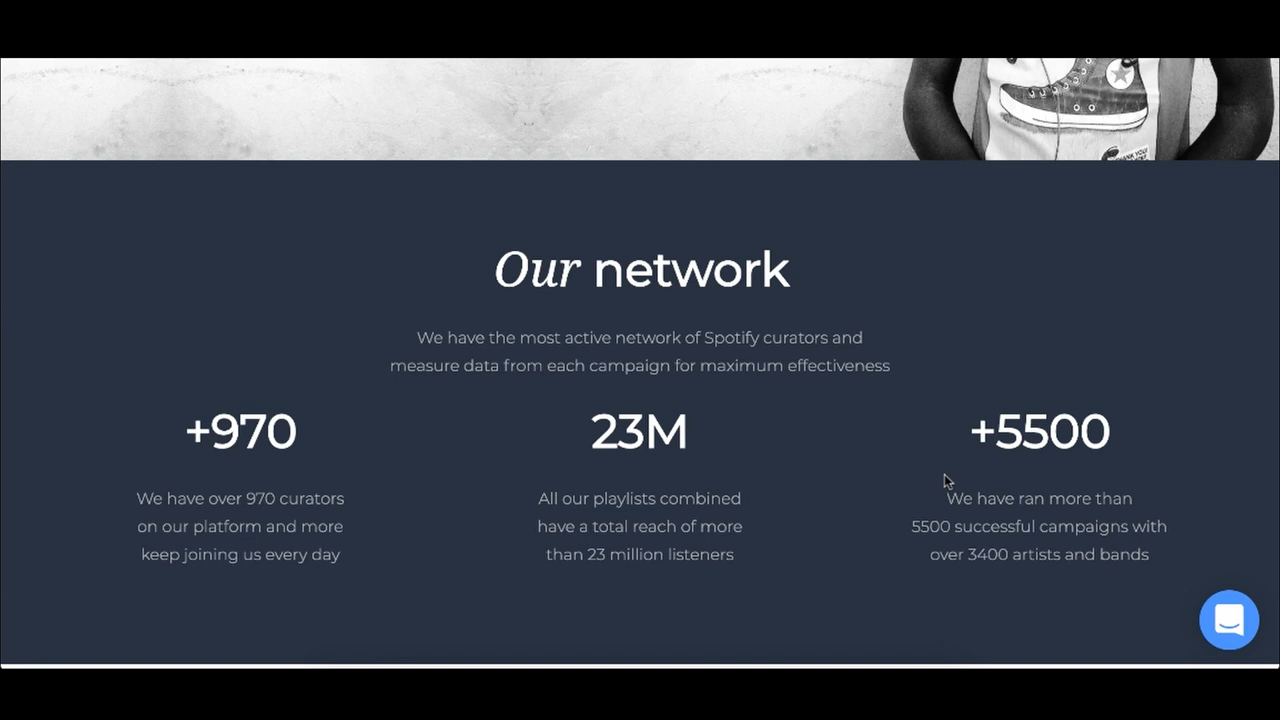 Our network
We have the most active network of Spotify curators and
measure data from each campaign for maximum effectiveness
+970
We have over 970 curators
on our platform and more
keep joining us every day
23M
All our playlists combined
have a total reach of more
than 23 million listeners
+5500
We have ran more than
5500 successful campaigns with
over 3400 artists and bands